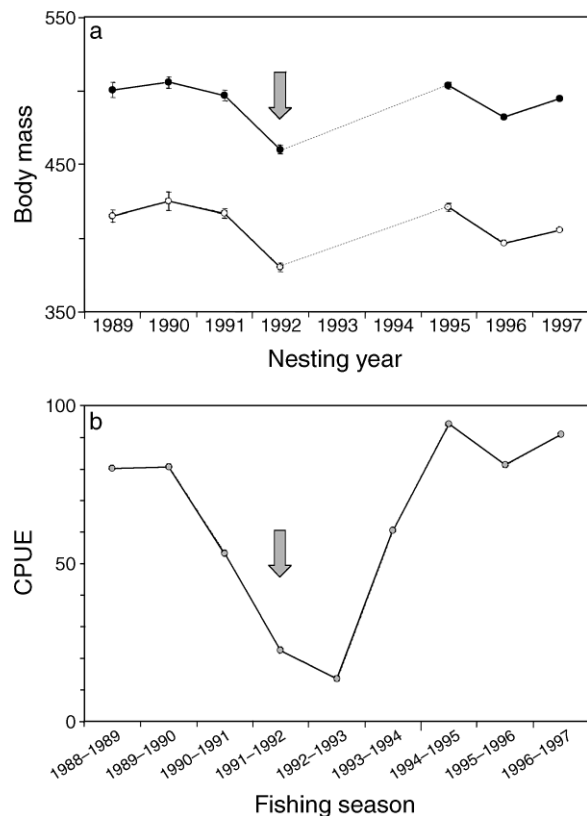 550
a
450
350
Body mass
1989 1990 1991 1992 1993 1994 1995 1996 1997
Nesting year
100
b
50
0
CPUE
1988–1989 1989–1990 1990–1991 1991–1992 1992–1993 1993–1994 1994–1995 1995–1996 1996–1997
Fishing season